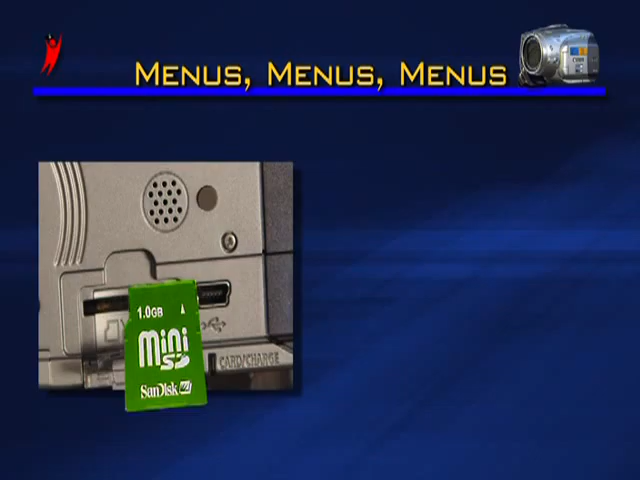 Menus, Menus, Menus
1.0GB
mini
SD
SanDisk
CARD/CHARGE